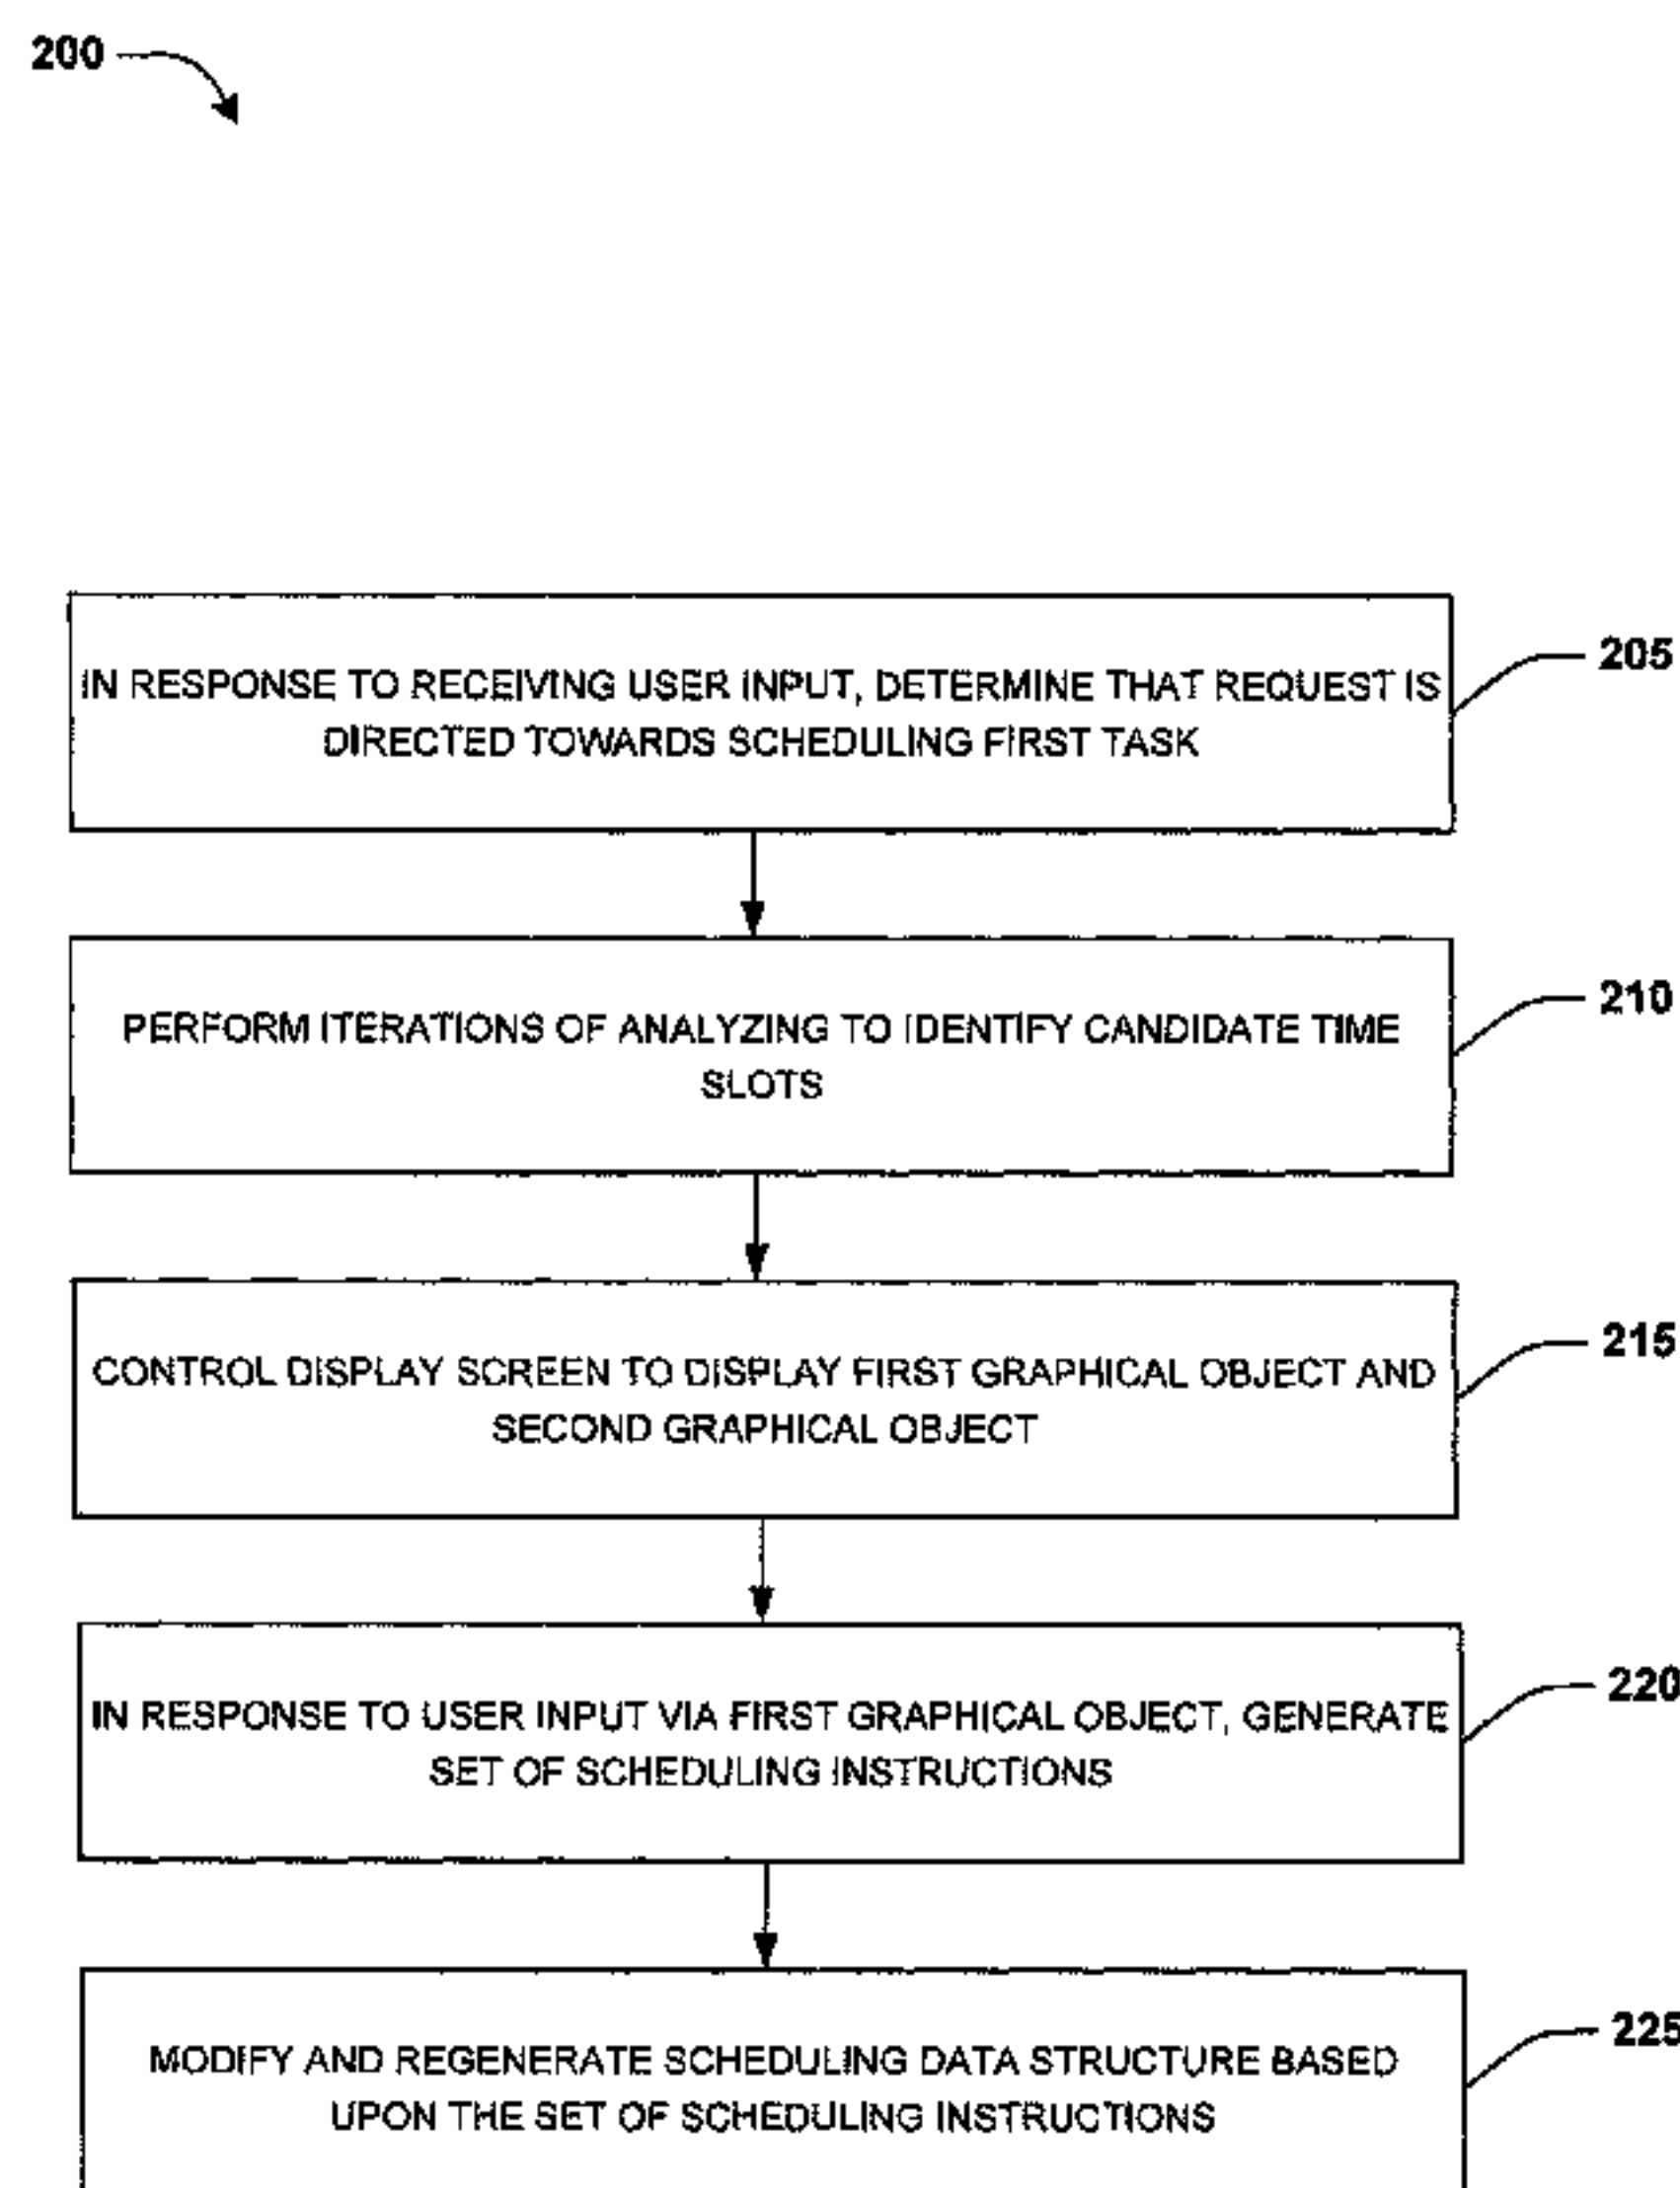 200
IN RESPONSE TO RECEIVING USER INPUT, DETERMINE THAT REQUEST IS
DIRECTED TOWARDS SCHEDULING FIRST TASK
205
PERFORM ITERATIONS OF ANALYZING TO IDENTIFY CANDIDATE TIME
SLOTS
210
CONTROL DISPLAY SCREEN TO DISPLAY FIRST GRAPHICAL OBJECT AND
SECOND GRAPHICAL OBJECT
215
IN RESPONSE TO USER INPUT VIA FIRST GRAPHICAL OBJECT, GENERATE
SET OF SCHEDULING INSTRUCTIONS
220
MODIFY AND REGENERATE SCHEDULING DATA STRUCTURE BASED
UPON THE SET OF SCHEDULING INSTRUCTIONS
225